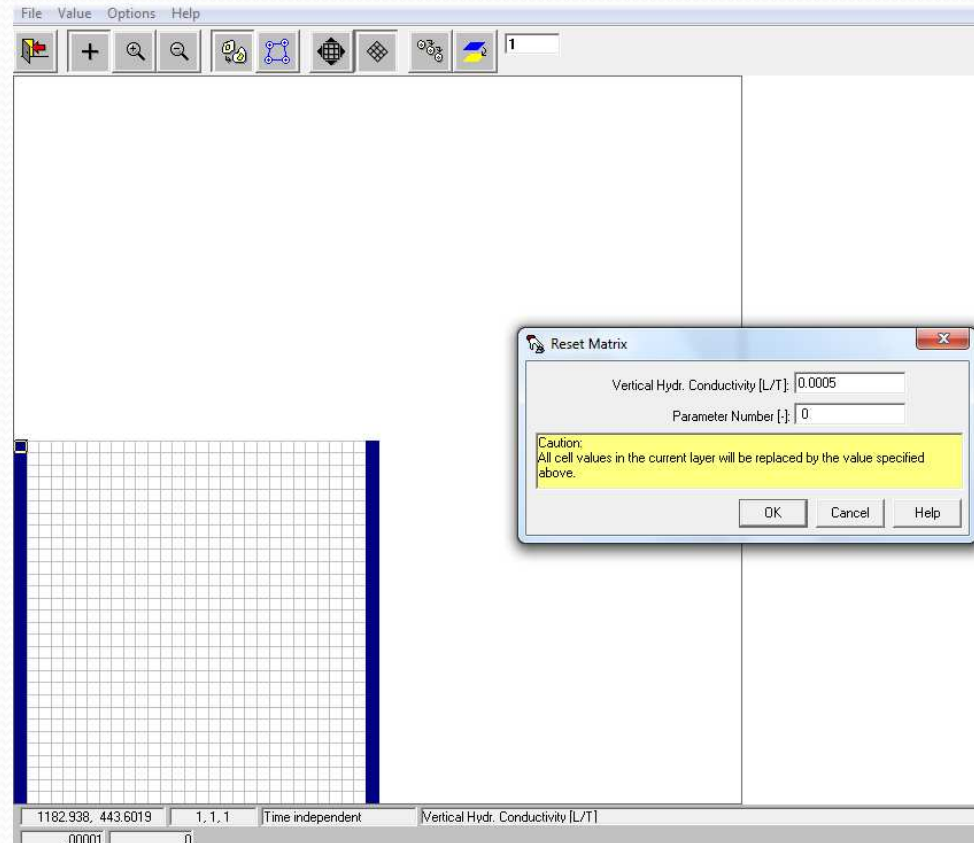 File Value Options Help
1
Reset Matrix
Vertical Hydr. Conductivity [L/T]: 0.0005
Parameter Number [-]: 0
Caution:
All cell values in the current layer will be replaced by the value specified
above.
OK Cancel Help
1182.938, 443.6019 1, 1, 1 Time independent Vertical Hydr. Conductivity [L/T]
.00001 0